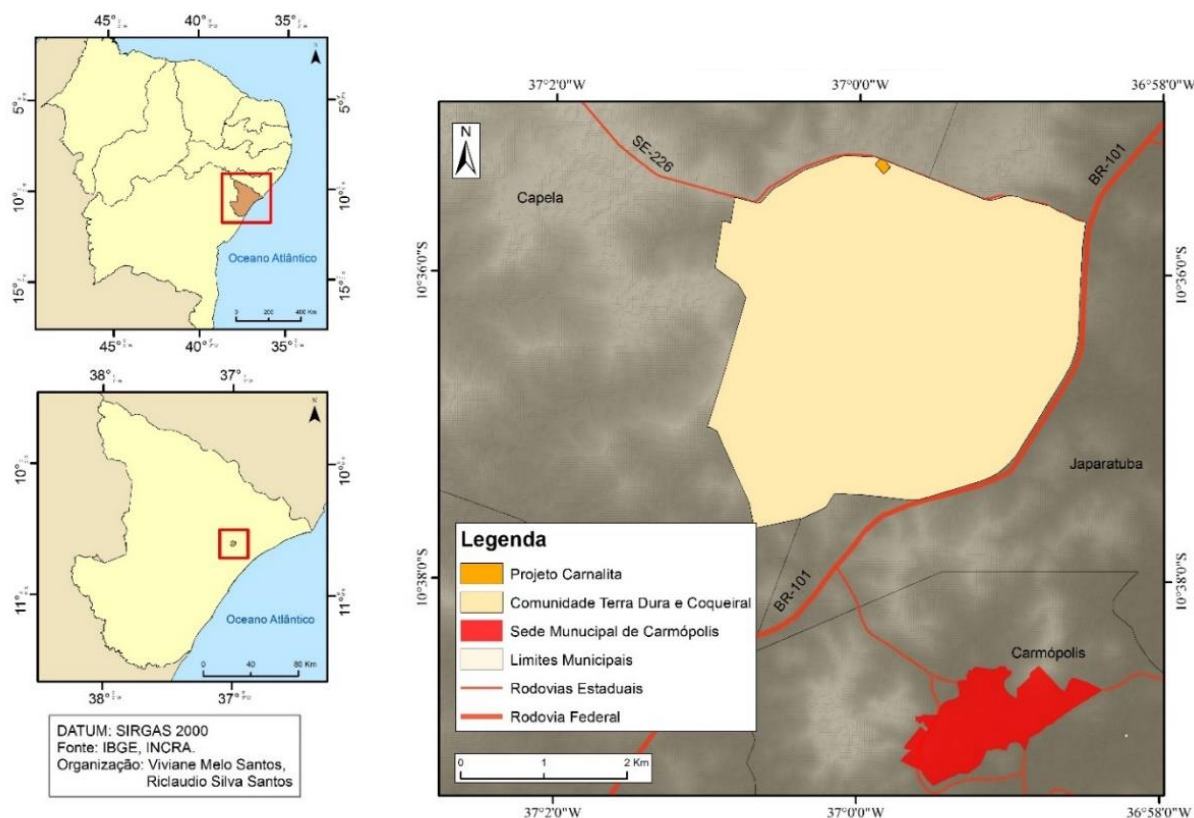 45° 40° 35°
N
5° 5°
10° 10°
Oceano Atlântico
15° 15°
0 200 400 Km
45° 40° 35°
38° 37°
N
10° 10°
11° 11°
Oceano Atlântico
0 40 80 Km
38° 37°
DATUM: SIRGAS 2000
Fonte: IBGE, INCRA.
Organização: Viviane Melo Santos,
Riclaudio Silva Santos
37°2'0"W 37°0'0"W 36°58'0"W
N
SE-226
BR-101
Capela
10°36'0"S 10°36'0"S
Japaratuba
BR-101
10°38'0"S 10°38'0"S
Carmópolis
Legenda
Projeto Carnalita
Comunidade Terra Dura e Coqueiral
Sede Munucipal de Carmópolis
Limites Municipais
Rodovias Estaduais
Rodovia Federal
0 1 2 Km
37°2'0"W 37°0'0"W 36°58'0"W